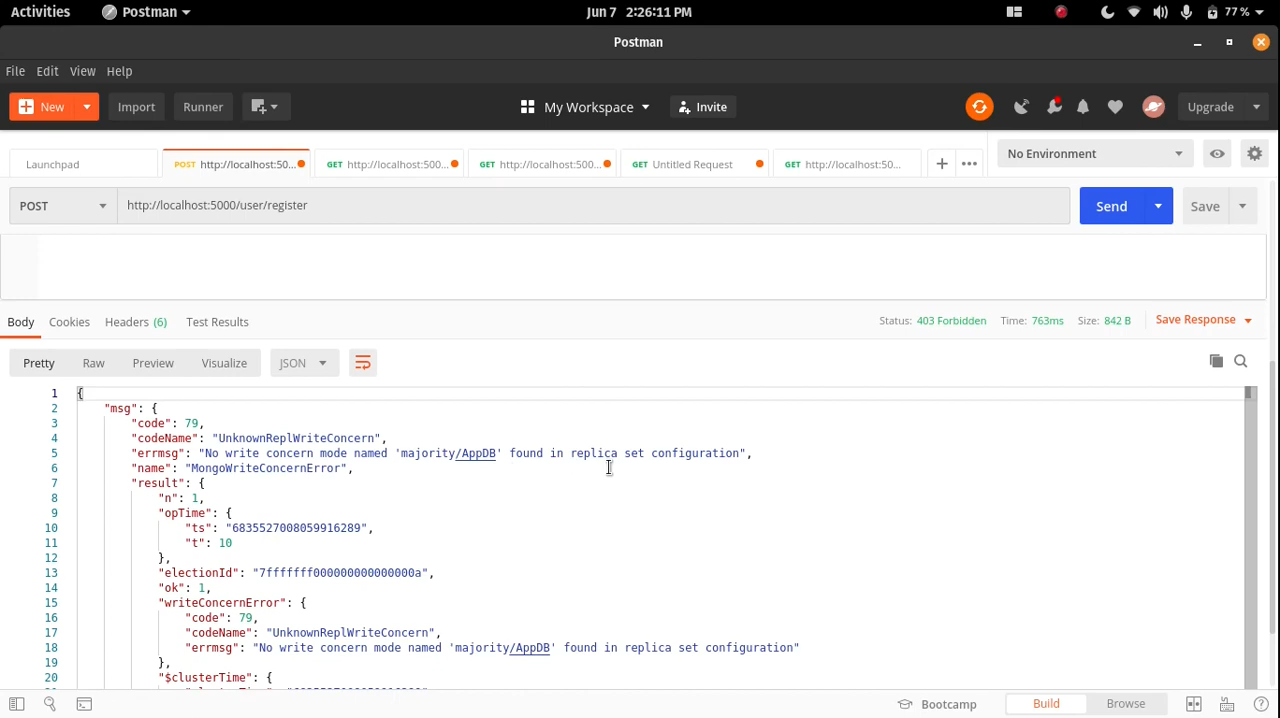 Activities Postman Jun 7 2:26:11 PM 77 %
Postman
File Edit View Help
New Import Runner My Workspace Invite Upgrade
Launchpad POST http://localhost:50... GET http://localhost:500... GET http://localhost:500... GET Untitled Request GET http://localhost:50... No Environment
POST http://localhost:5000/user/register Send Save
Body Cookies Headers (6) Test Results Status: 403 Forbidden Time: 763ms Size: 842 B Save Response
Pretty Raw Preview Visualize JSON
1 {
2 "msg": {
3 "code": 79,
4 "codeName": "UnknownReplWriteConcern",
5 "errmsg": "No write concern mode named 'majority/AppDB' found in replica set configuration",
6 "name": "MongoWriteConcernError",
7 "result": {
8 "n": 1,
9 "opTime": {
10 "ts": "6835527008059916289",
11 "t": 10
12 },
13 "electionId": "7fffffff000000000000000a",
14 "ok": 1,
15 "writeConcernError": {
16 "code": 79,
17 "codeName": "UnknownReplWriteConcern",
18 "errmsg": "No write concern mode named 'majority/AppDB' found in replica set configuration"
19 },
20 "$clusterTime": {
Bootcamp Build Browse